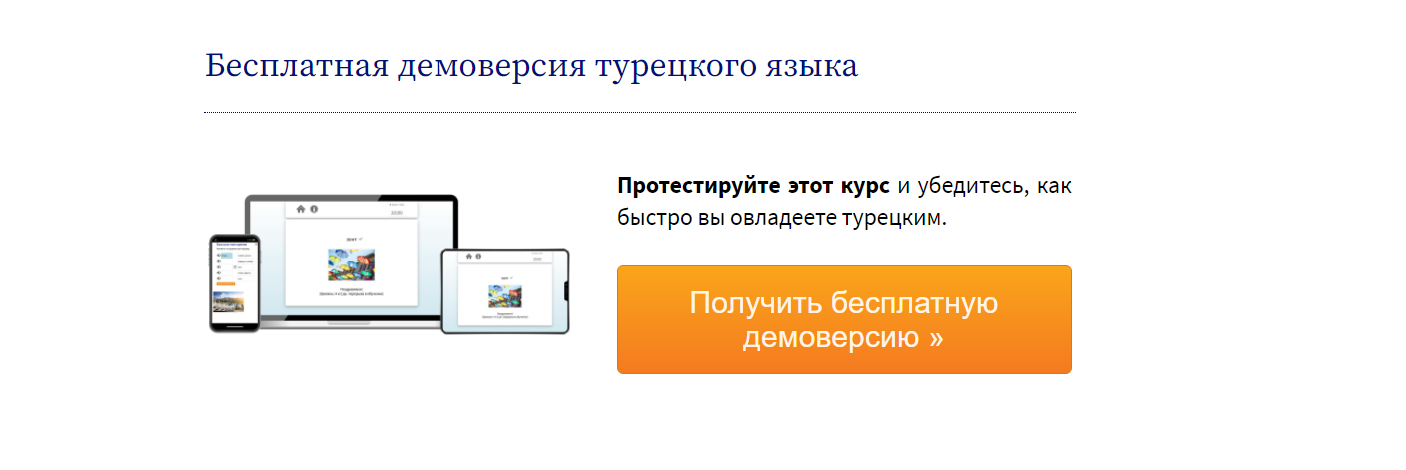 Бесплатная демоверсия турецкого языка
Протестируйте этот курс и убедитесь, как
быстро вы овладеете турецким.
Получить бесплатную
демоверсию »